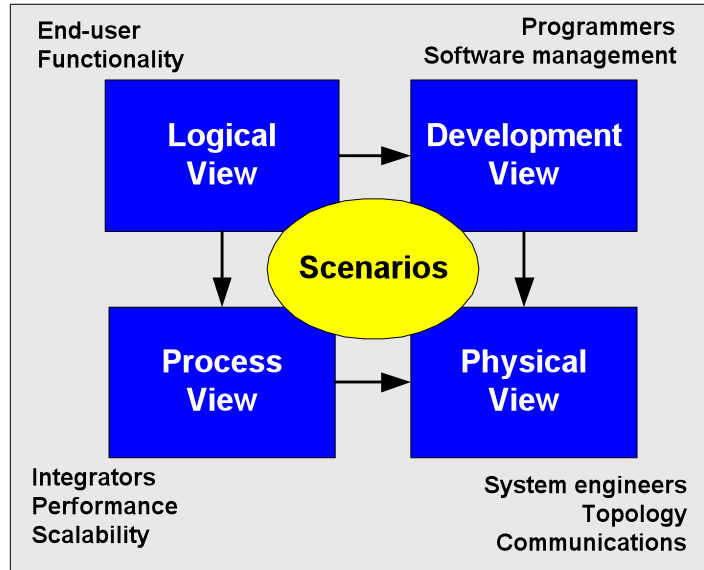 End-user
Functionality
Programmers
Software management
Logical
View
Development
View
Scenarios
Process
View
Physical
View
Integrators
Performance
Scalability
System engineers
Topology
Communications